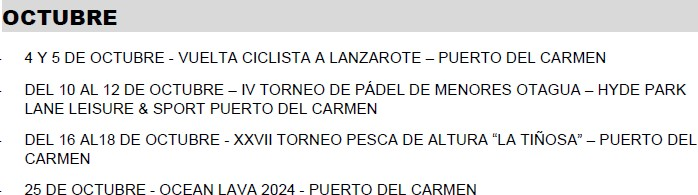 OCTUBRE
- 4 Y 5 DE OCTUBRE - VUELTA CICLISTA A LANZAROTE – PUERTO DEL CARMEN
- DEL 10 AL 12 DE OCTUBRE – IV TORNEO DE PÁDEL DE MENORES OTAGUA – HYDE PARK
LANE LEISURE & SPORT PUERTO DEL CARMEN
- DEL 16 AL18 DE OCTUBRE - XXVII TORNEO PESCA DE ALTURA “LA TIÑOSA” – PUERTO DEL
CARMEN
- 25 DE OCTUBRE - OCEAN LAVA 2024 - PUERTO DEL CARMEN